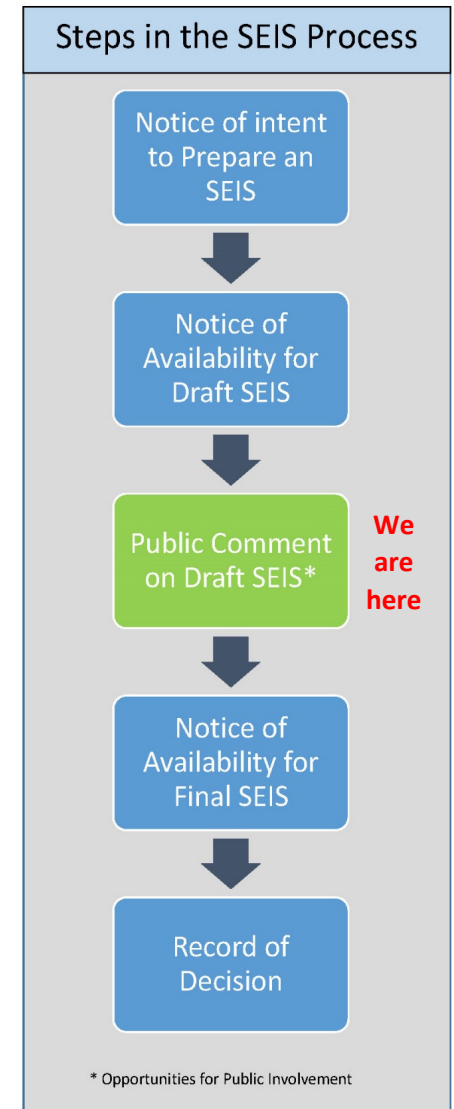 Steps in the SEIS Process
Notice of intent
to Prepare an
SEIS
Notice of
Availability for
Draft SEIS
Public Comment
on Draft SEIS*
We
are
here
Notice of
Availability for
Final SEIS
Record of
Decision
* Opportunities for Public Involvement